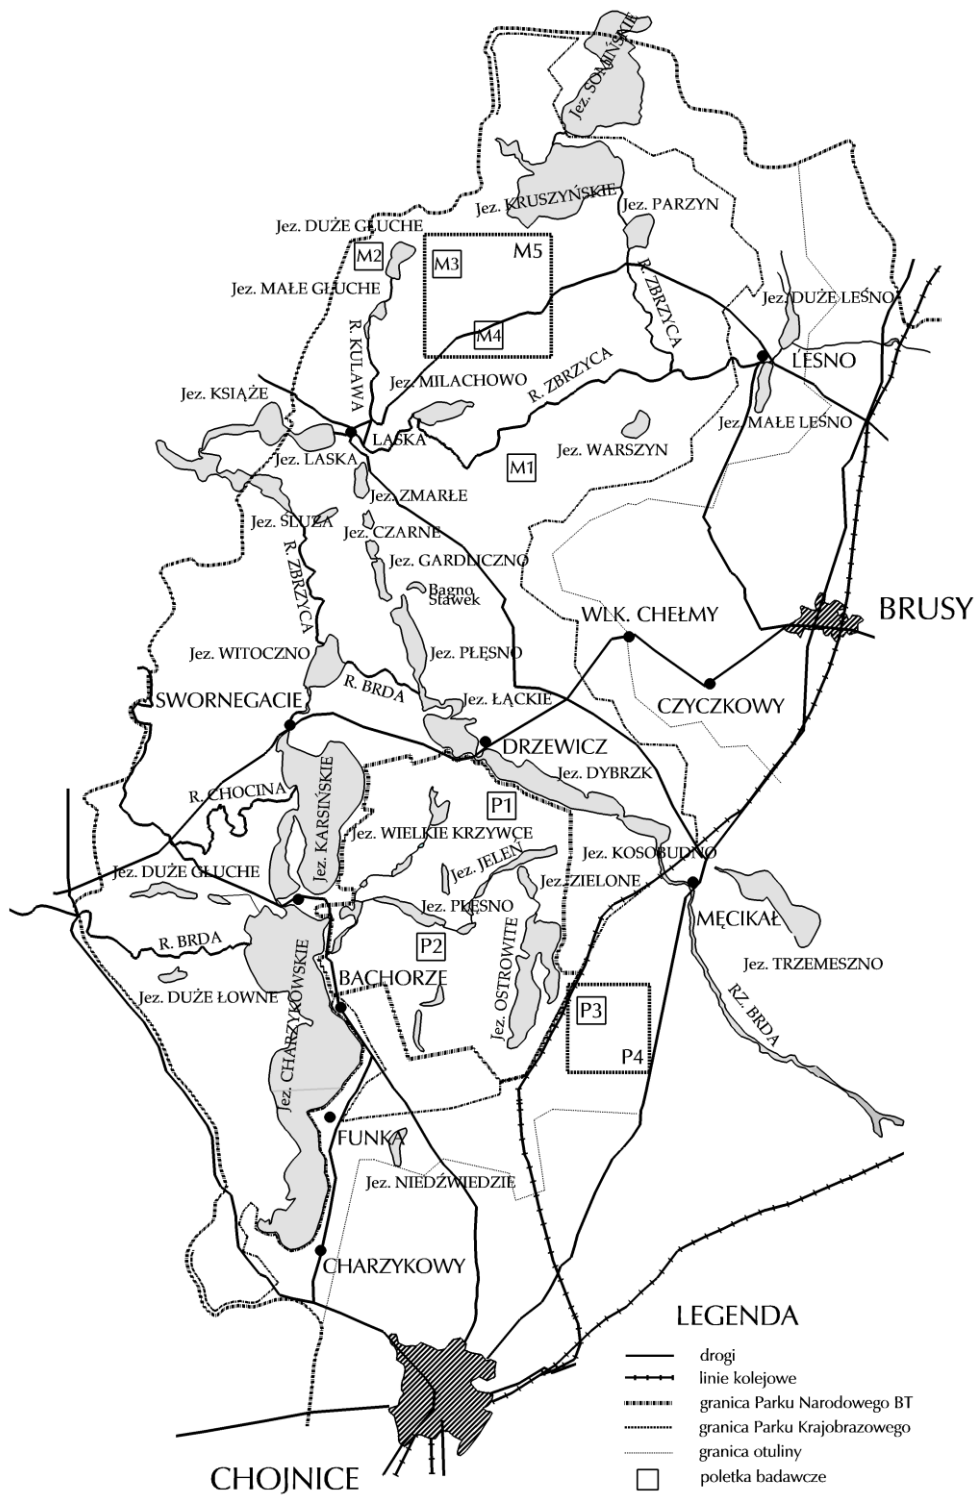 Jez. SOMIŃSKIE
Jez. KRUSZYŃSKIE
Jez. PARZYN
Jez. DUŻE GŁUCHE
M2
M3
M5
Jez. MAŁE GŁUCHE
R. ZBRZYCA
Jez. DUŻE LEŚNO
R. KULAWA
M4
LEŚNO
Jez. MILACHOWO
R. ZBRZYCA
Jez. KSIĄŻE
Jez. MAŁE LEŚNO
LASKA
Jez. WARSZYN
Jez. LASKA
M1
Jez. ZMARŁE
Jez. ŚLUZA
Jez. CZARNE
R. ZBRZYCA
Jez. GARDLICZNO
Bagno
Stawek
BRUSY
WLK. CHEŁMY
Jez. WITOCZNO
Jez. PŁĘSNO
R. BRDA
SWORNEGACIE
Jez. ŁĄCKIE
CZYCZKOWY
DRZEWICZ
Jez. DYBRZK
R. CHOCINA
Jez. KARSIŃSKIE
P1
Jez. WIELKIE KRZYWCE
Jez. KOSOBUDNO
Jez. DUŻE GŁUCHE
Jez. JELEŃ
Jez. ZIELONE
Jez. PŁĘSNO
MĘCIKAŁ
R. BRDA
P2
Jez. TRZEMESZNO
Jez. DUŻE ŁOWNE
BACHORZE
Jez. OSTROWITE
Jez. CHARZYKOWSKIE
P3
RZ. BRDA
P4
FUNKA
Jez. NIEDŹWIEDZIE
CHARZYKOWY
LEGENDA
drogi
linie kolejowe
granica Parku Narodowego BT
granica Parku Krajobrazowego
granica otuliny
poletka badawcze
CHOJNICE